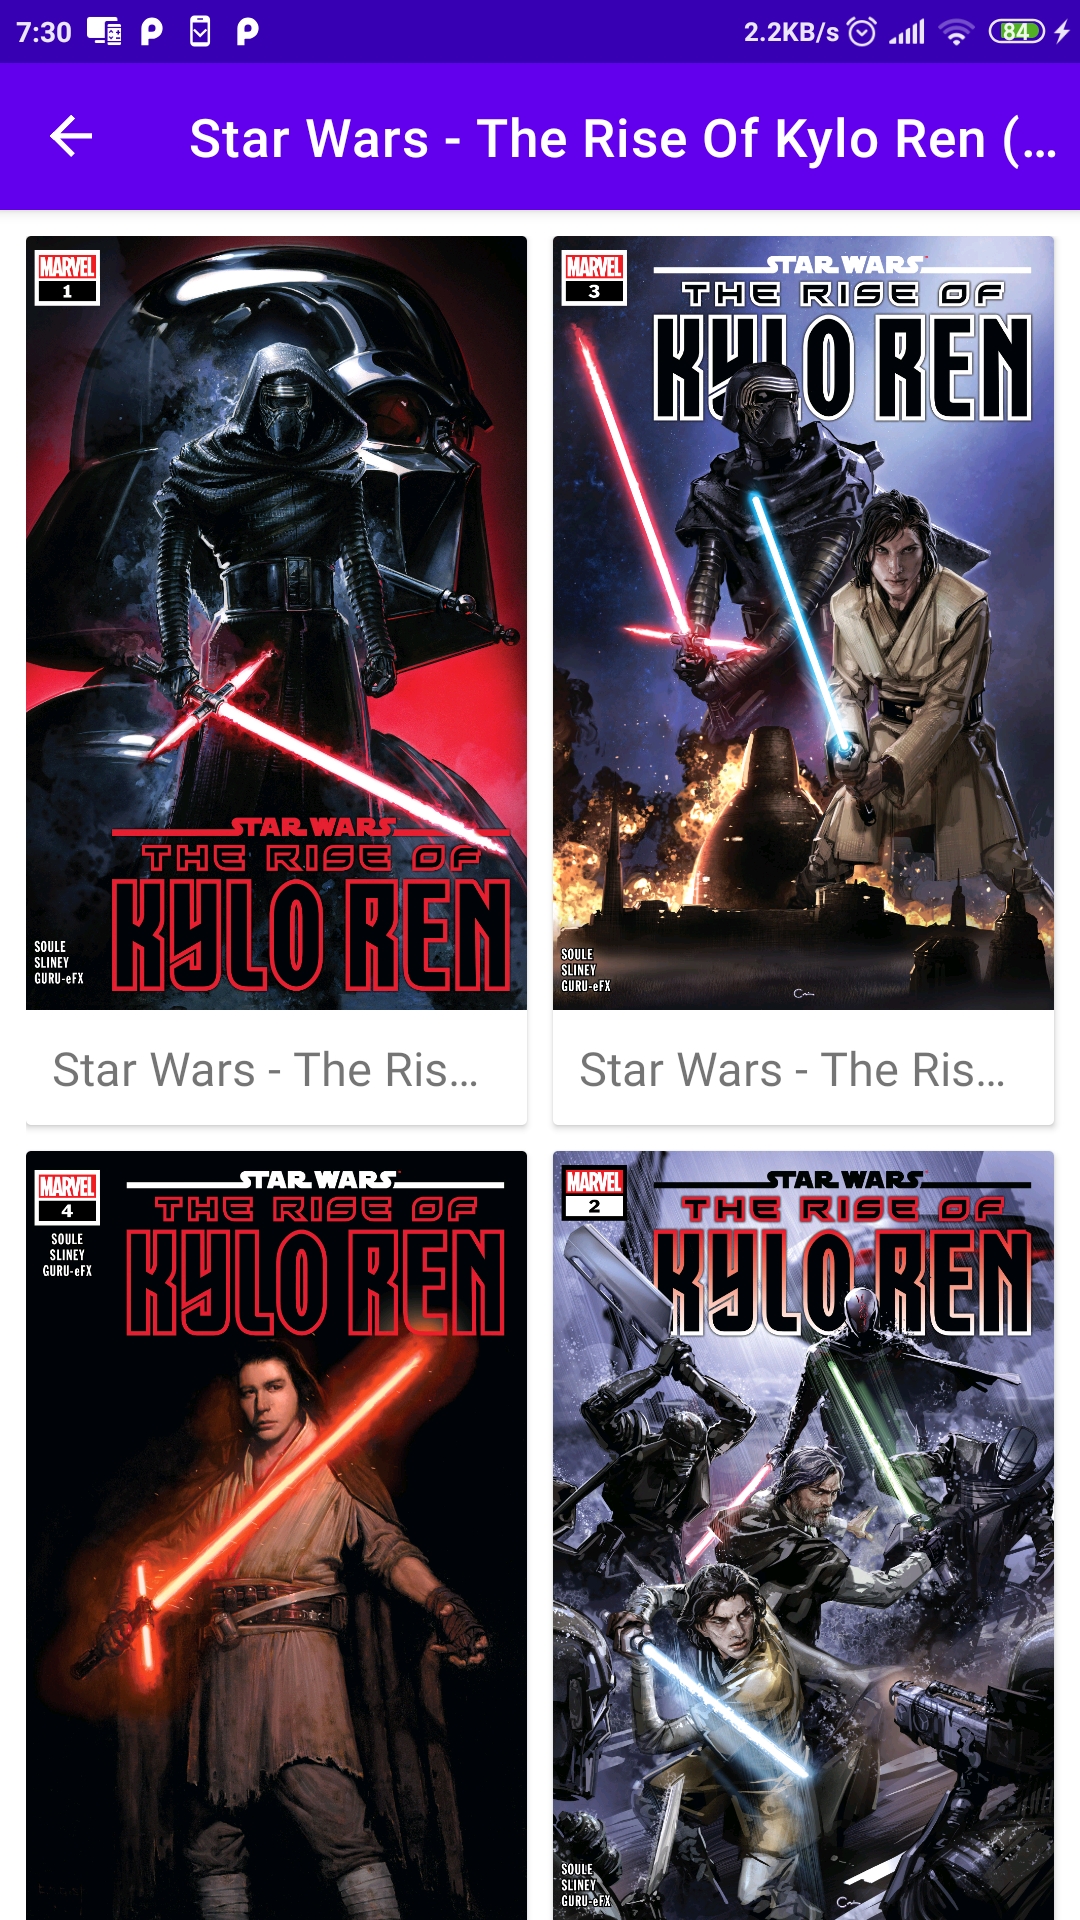 7:30
2.2KB/s
84
Star Wars - The Rise Of Kylo Ren (...
MARVEL
1
STAR WARS
THE RISE OF
KYLO REN
SOULE
SLINEY
GURU-eFX
Star Wars - The Ris...
MARVEL
3
STAR WARS
THE RISE OF
KYLO REN
SOULE
SLINEY
GURU-eFX
Star Wars - The Ris...
MARVEL
4
SOULE
SLINEY
GURU-eFX
STAR WARS
THE RISE OF
KYLO REN
MARVEL
2
STAR WARS
THE RISE OF
KYLO REN
SOULE
SLINEY
GURU-eFX